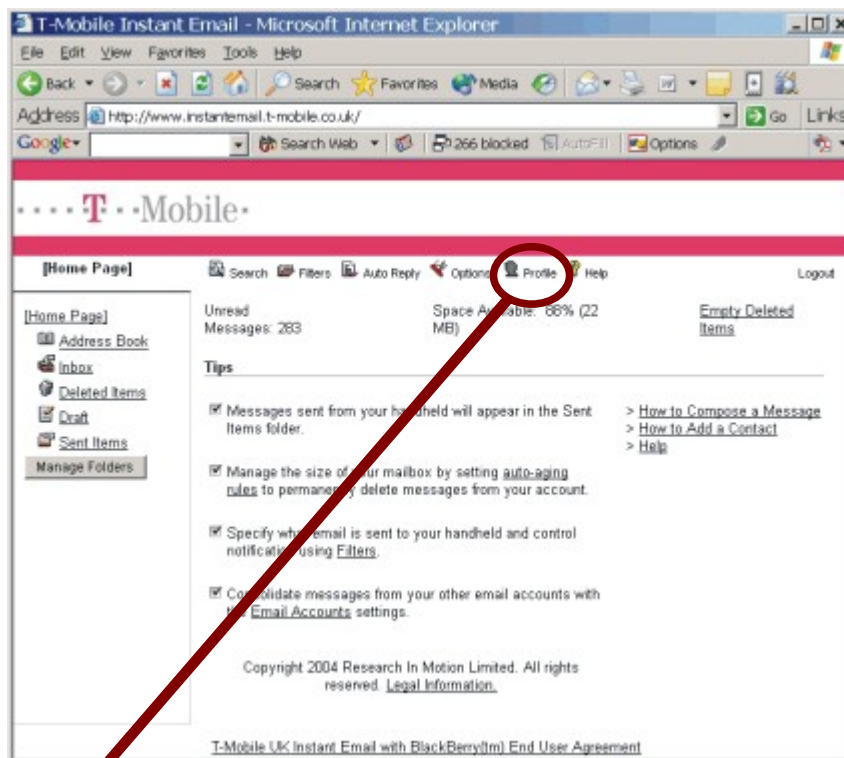 T-Mobile Instant Email - Microsoft Internet Explorer
File Edit View Favorites Tools Help
Back Search Favorites Media
Address http://www.instantemail.t-mobile.co.uk/ Go Links
Google Search Web 266 blocked AutoFill Options
T Mobile
[Home Page] Search Filters Auto Reply Options Profile Help Logout
[Home Page]
Address Book
Inbox
Deleted Items
Draft
Sent Items
Manage Folders
Unread
Messages: 283
Space Available: 88% (22
MB)
Empty Deleted
Items
Tips
Messages sent from your handheld will appear in the Sent
Items folder.
Manage the size of your mailbox by setting auto-aging
rules to permanently delete messages from your account.
Specify what email is sent to your handheld and control
notification using Filters.
Consolidate messages from your other email accounts with
the Email Accounts settings.
> How to Compose a Message
> How to Add a Contact
> Help
Copyright 2004 Research In Motion Limited. All rights
reserved. Legal Information.
T-Mobile UK Instant Email with BlackBerry(tm) End User Agreement